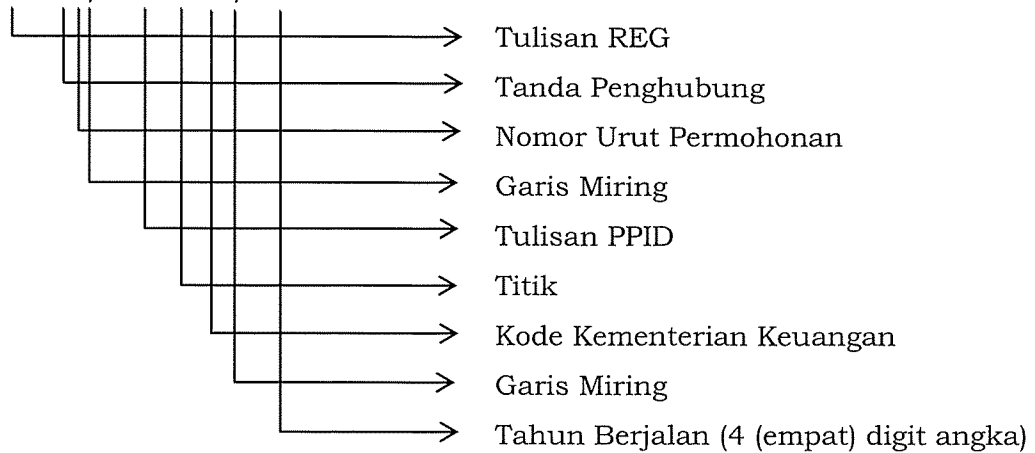 Tulisan REG
Tanda Penghubung
Nomor Urut Permohonan
Garis Miring
Tulisan PPID
Titik
Kode Kementerian Keuangan
Garis Miring
Tahun Berjalan (4 (empat) digit angka)